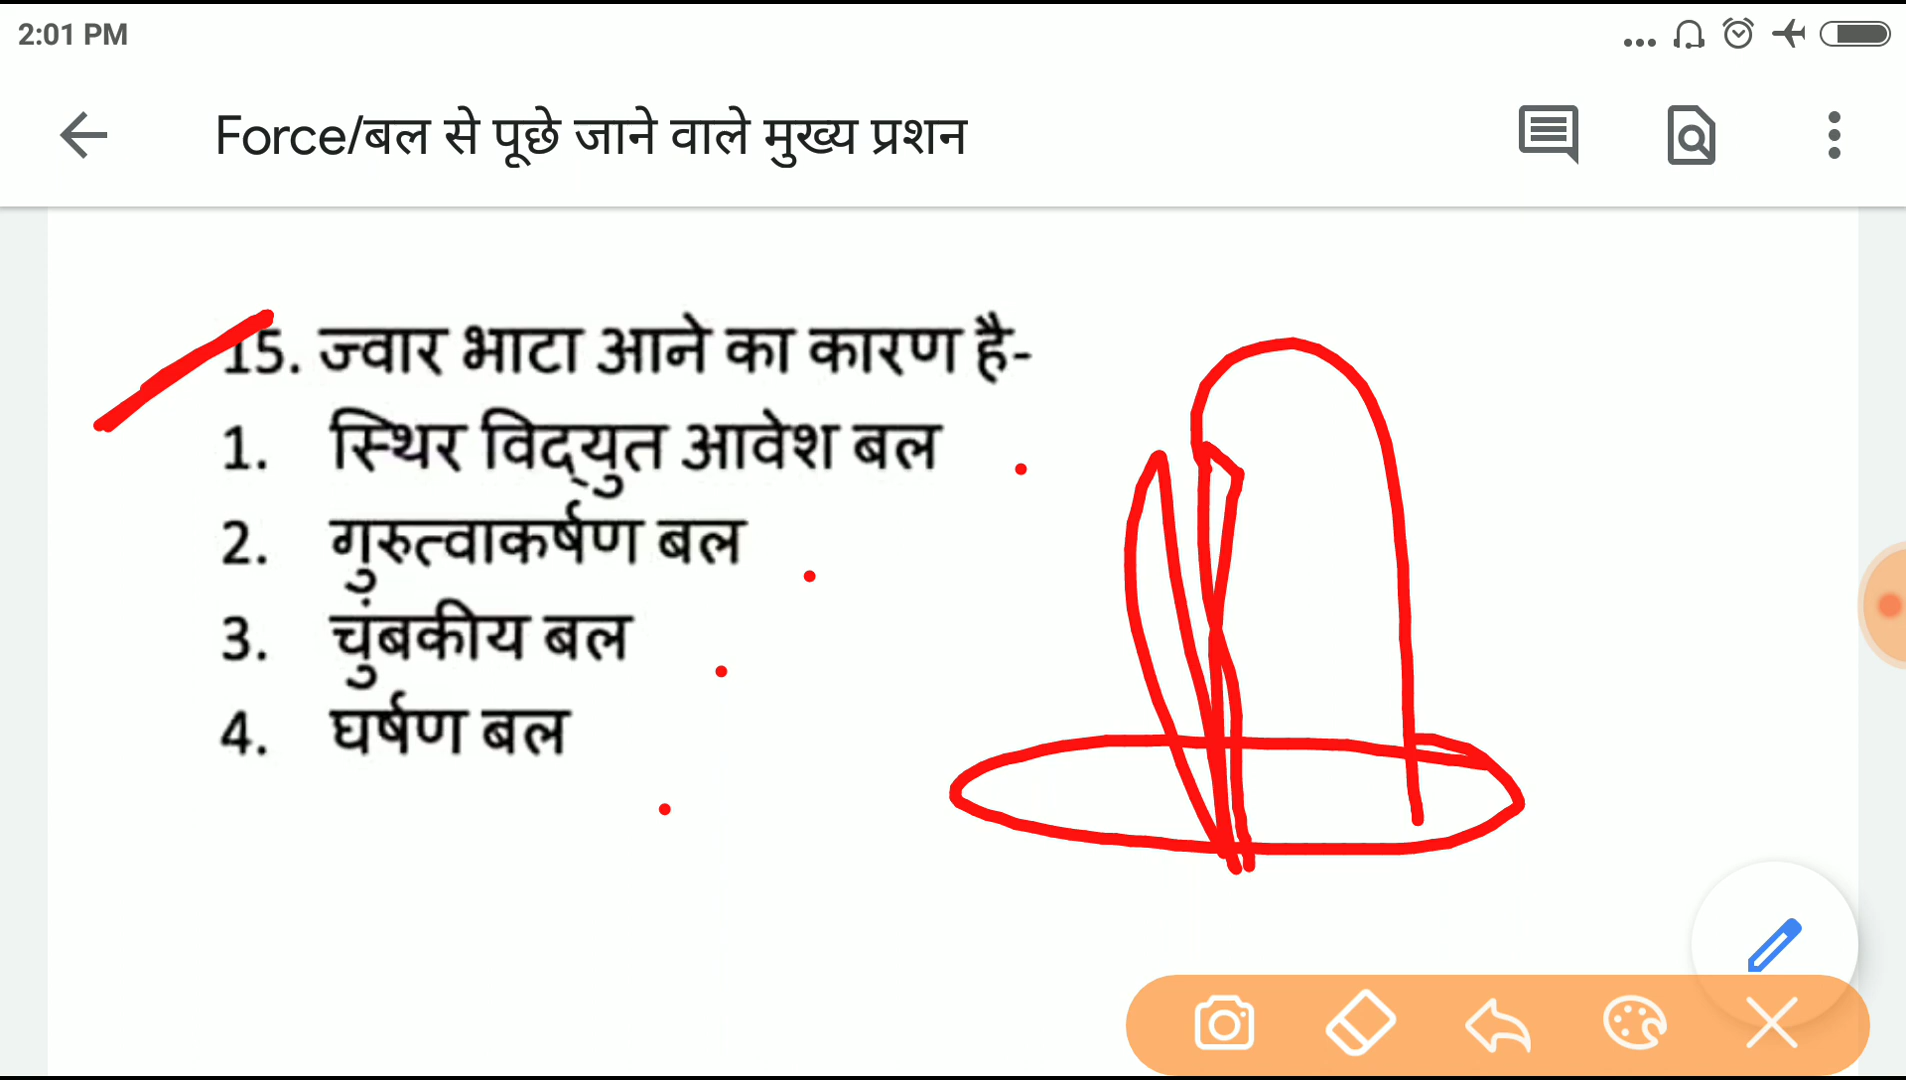 2:01 PM
Force/बल से पूछे जाने वाले मुख्य प्रशन
15. ज्वार भाटा आने का कारण है-
1. स्थिर विद्युत आवेश बल
2. गुरुत्वाकर्षण बल
3. चुंबकीय बल
4. घर्षण बल